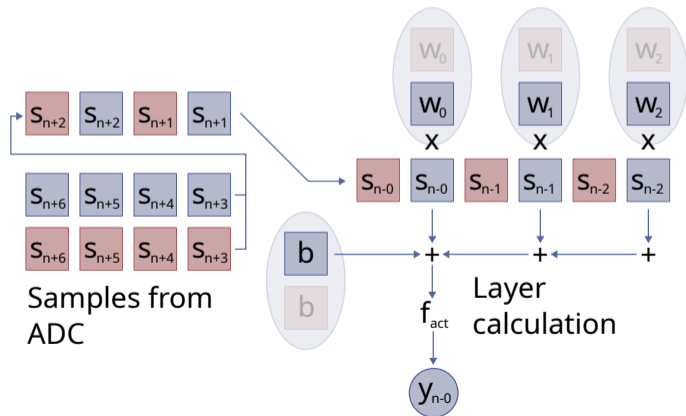 w₀ w₁ w₂
w₀ w₁ w₂
x x x
sₙ₊₂ sₙ₊₂ sₙ₊₁ sₙ₊₁
sₙ₋₀ sₙ₋₀ sₙ₋₁ sₙ₋₁ sₙ₋₂ sₙ₋₂
sₙ₊₆ sₙ₊₅ sₙ₊₄ sₙ₊₃
sₙ₊₆ sₙ₊₅ sₙ₊₄ sₙ₊₃
b + + +
b
Samples from
ADC
Layer
calculation
f_act
yₙ₋₀